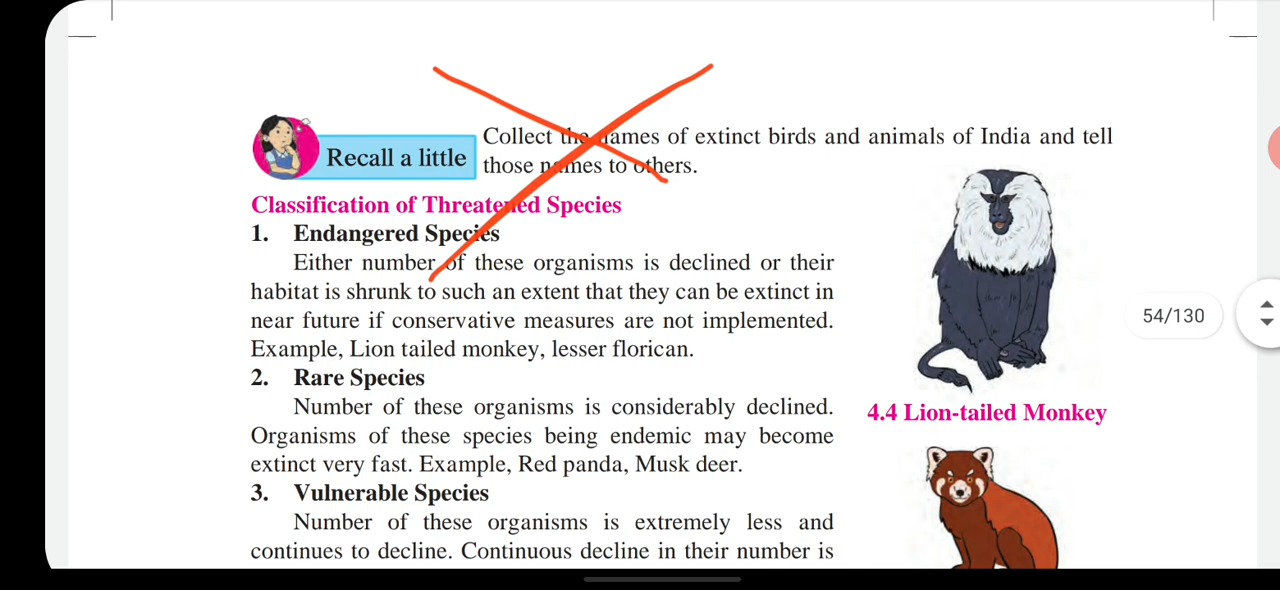 Collect the names of extinct birds and animals of India and tell
Recall a little
those names to others.
Classification of Threatened Species
1. Endangered Species
Either number of these organisms is declined or their
habitat is shrunk to such an extent that they can be extinct in
near future if conservative measures are not implemented.
Example, Lion tailed monkey, lesser florican.
2. Rare Species
Number of these organisms is considerably declined.
Organisms of these species being endemic may become
extinct very fast. Example, Red panda, Musk deer.
3. Vulnerable Species
Number of these organisms is extremely less and
continues to decline. Continuous decline in their number is
54/130
4.4 Lion-tailed Monkey